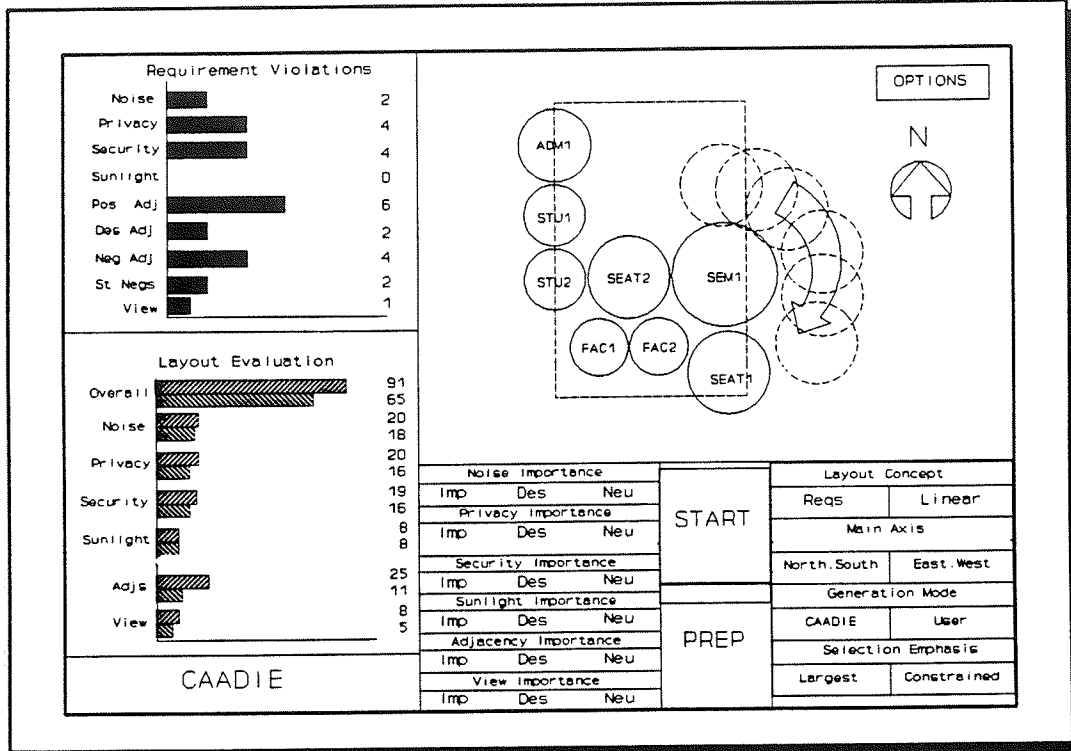 Requirement Violations
Noise 2
Privacy 4
Security 4
Sunlight 0
Pos Adj 6
Des Adj 2
Neg Adj 4
St Negs 2
View 1
Layout Evaluation
Overall 91
65
Noise 20
18
Privacy 20
16
Security 19
16
Sunlight 8
8
Adjs 25
11
View 8
5
CAADIE
OPTIONS
N
ADM1
STU1
STU2
SEAT2
SEM1
FAC1
FAC2
SEAT1
Noise Importance
Imp Des Neu
Privacy Importance
Imp Des Neu
Security Importance
Imp Des Neu
Sunlight Importance
Imp Des Neu
Adjacency Importance
Imp Des Neu
View Importance
Imp Des Neu
START
PREP
Layout Concept
Reqs Linear
Main Axis
North.South East.West
Generation Mode
CAADIE User
Selection Emphasis
Largest Constrained